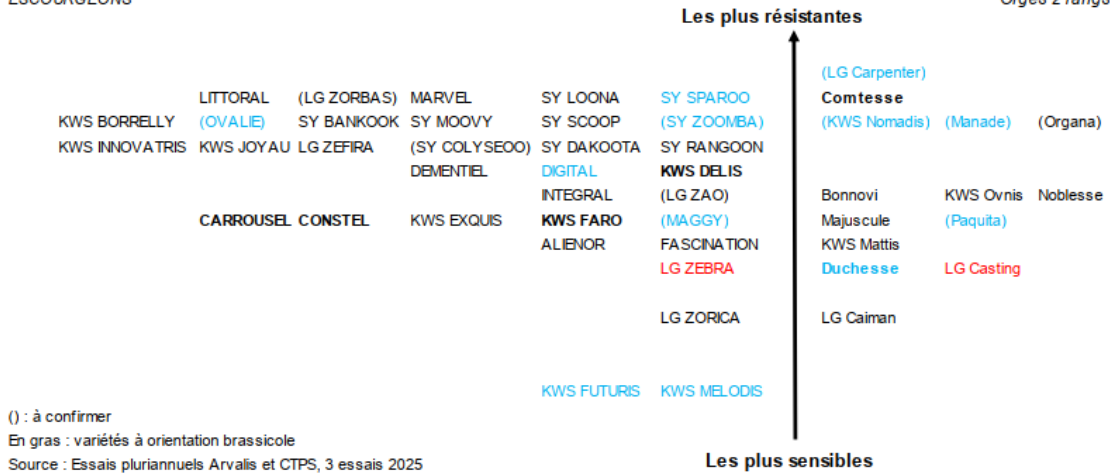 ESCOURGEONS Orges 2 rangs
Les plus résistantes
(LG Carpenter)
LITTORAL (LG ZORBAS) MARVEL SY LOONA SY SPAROO Comtesse
KWS BORRELLY (OVALIE) SY BANKOOK SY MOOVY SY SCOOP (SY ZOOMBA) (KWS Nomadis) (Manade) (Organa)
KWS INNOVATRIS KWS JOYAU LG ZEFIRA (SY COLYSEOO) SY DAKOOTA SY RANGOON
DEMENTIEL DIGITAL KWS DELIS
INTEGRAL (LG ZAO) Bonnovi KWS Ovnis Noblesse
CARROUSEL CONSTEL KWS EXQUIS KWS FARO (MAGGY) Majuscule (Paquita)
ALIENOR FASCINATION KWS Mattis
LG ZEBRA Duchesse LG Casting
LG ZORICA LG Caiman
KWS FUTURIS KWS MELODIS
() : à confirmer
En gras : variétés à orientation brassicole
Source : Essais pluriannuels Arvalis et CTPS, 3 essais 2025
Les plus sensibles